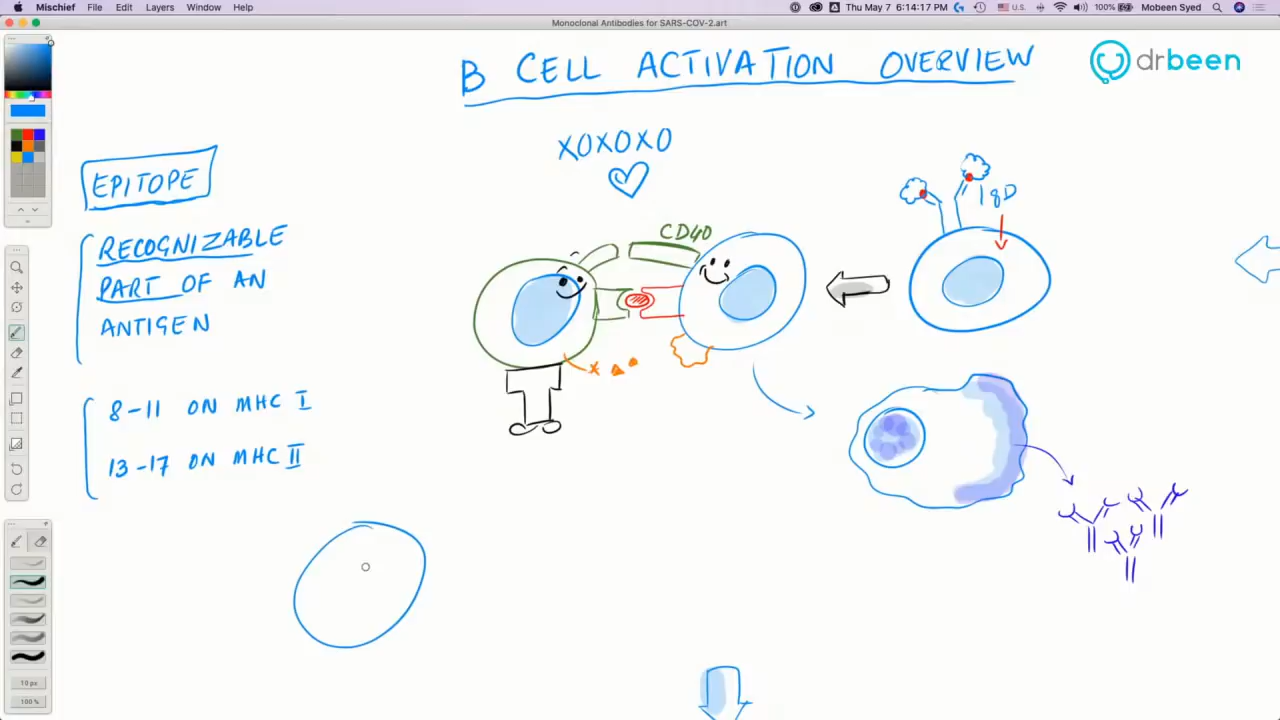 Mischief File Edit Layers Window Help
U.S. 100% Thu May 7 6:14:17 PM Mobeen Syed
Monoclonal Antibodies for SARS-COV-2.art
B CELL ACTIVATION OVERVIEW
drbeen
XOXOXO
EPITOPE
RECOGNIZABLE
PART OF AN
ANTIGEN
8-11 ON MHC I
13-17 ON MHC II
CD40
10 px
100%